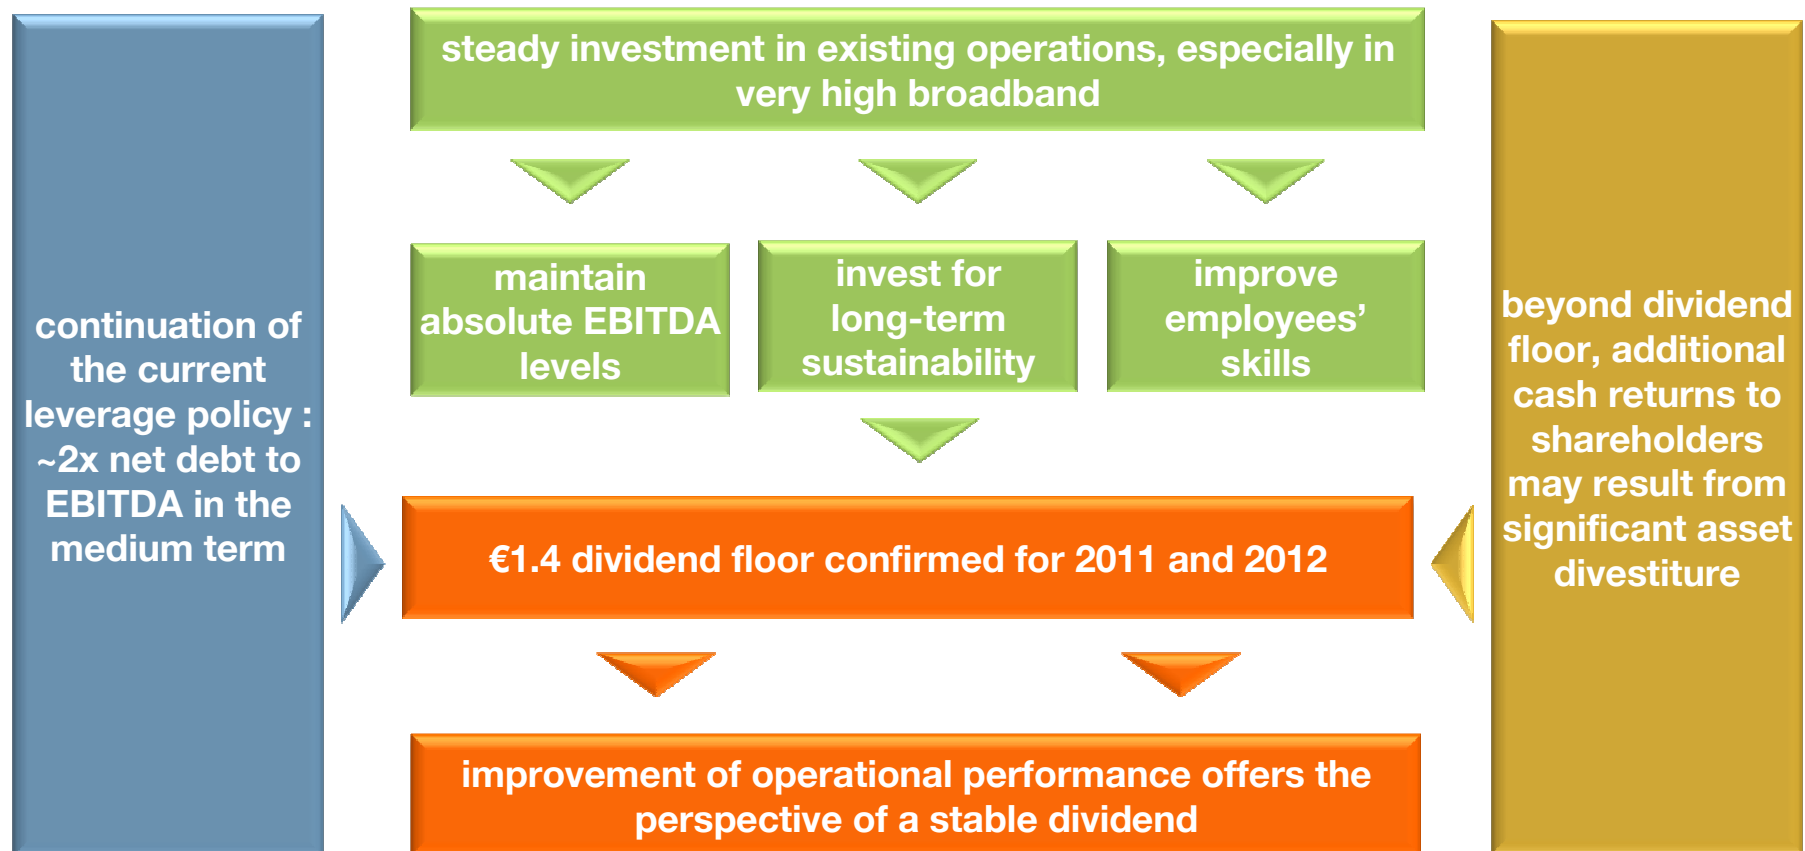 steady investment in existing operations, especially in
very high broadband
maintain
absolute EBITDA
levels
invest for
long-term
sustainability
improve
employees’
skills
continuation of
the current
leverage policy :
~2x net debt to
EBITDA in the
medium term
€1.4 dividend floor confirmed for 2011 and 2012
beyond dividend
floor, additional
cash returns to
shareholders
may result from
significant asset
divestiture
improvement of operational performance offers the
perspective of a stable dividend